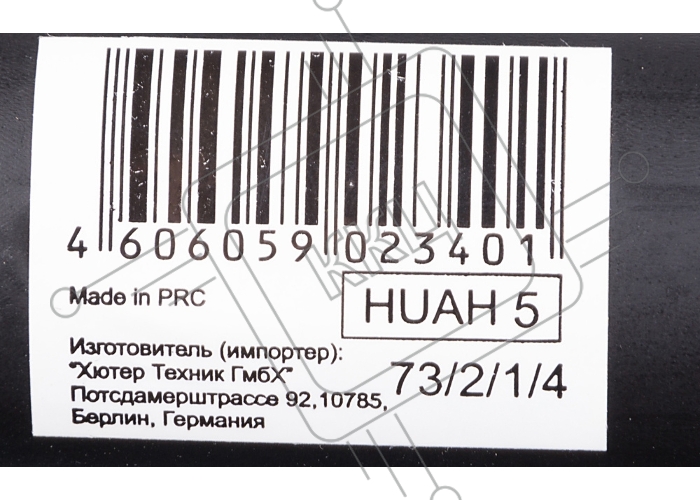 4 606059 023401
Made in PRC
HUAH 5
Изготовитель (импортер):
"Хютер Техник ГмбХ"
Потсдамерштрассе 92,10785,
Берлин, Германия
73/2/1/4
ККЦ